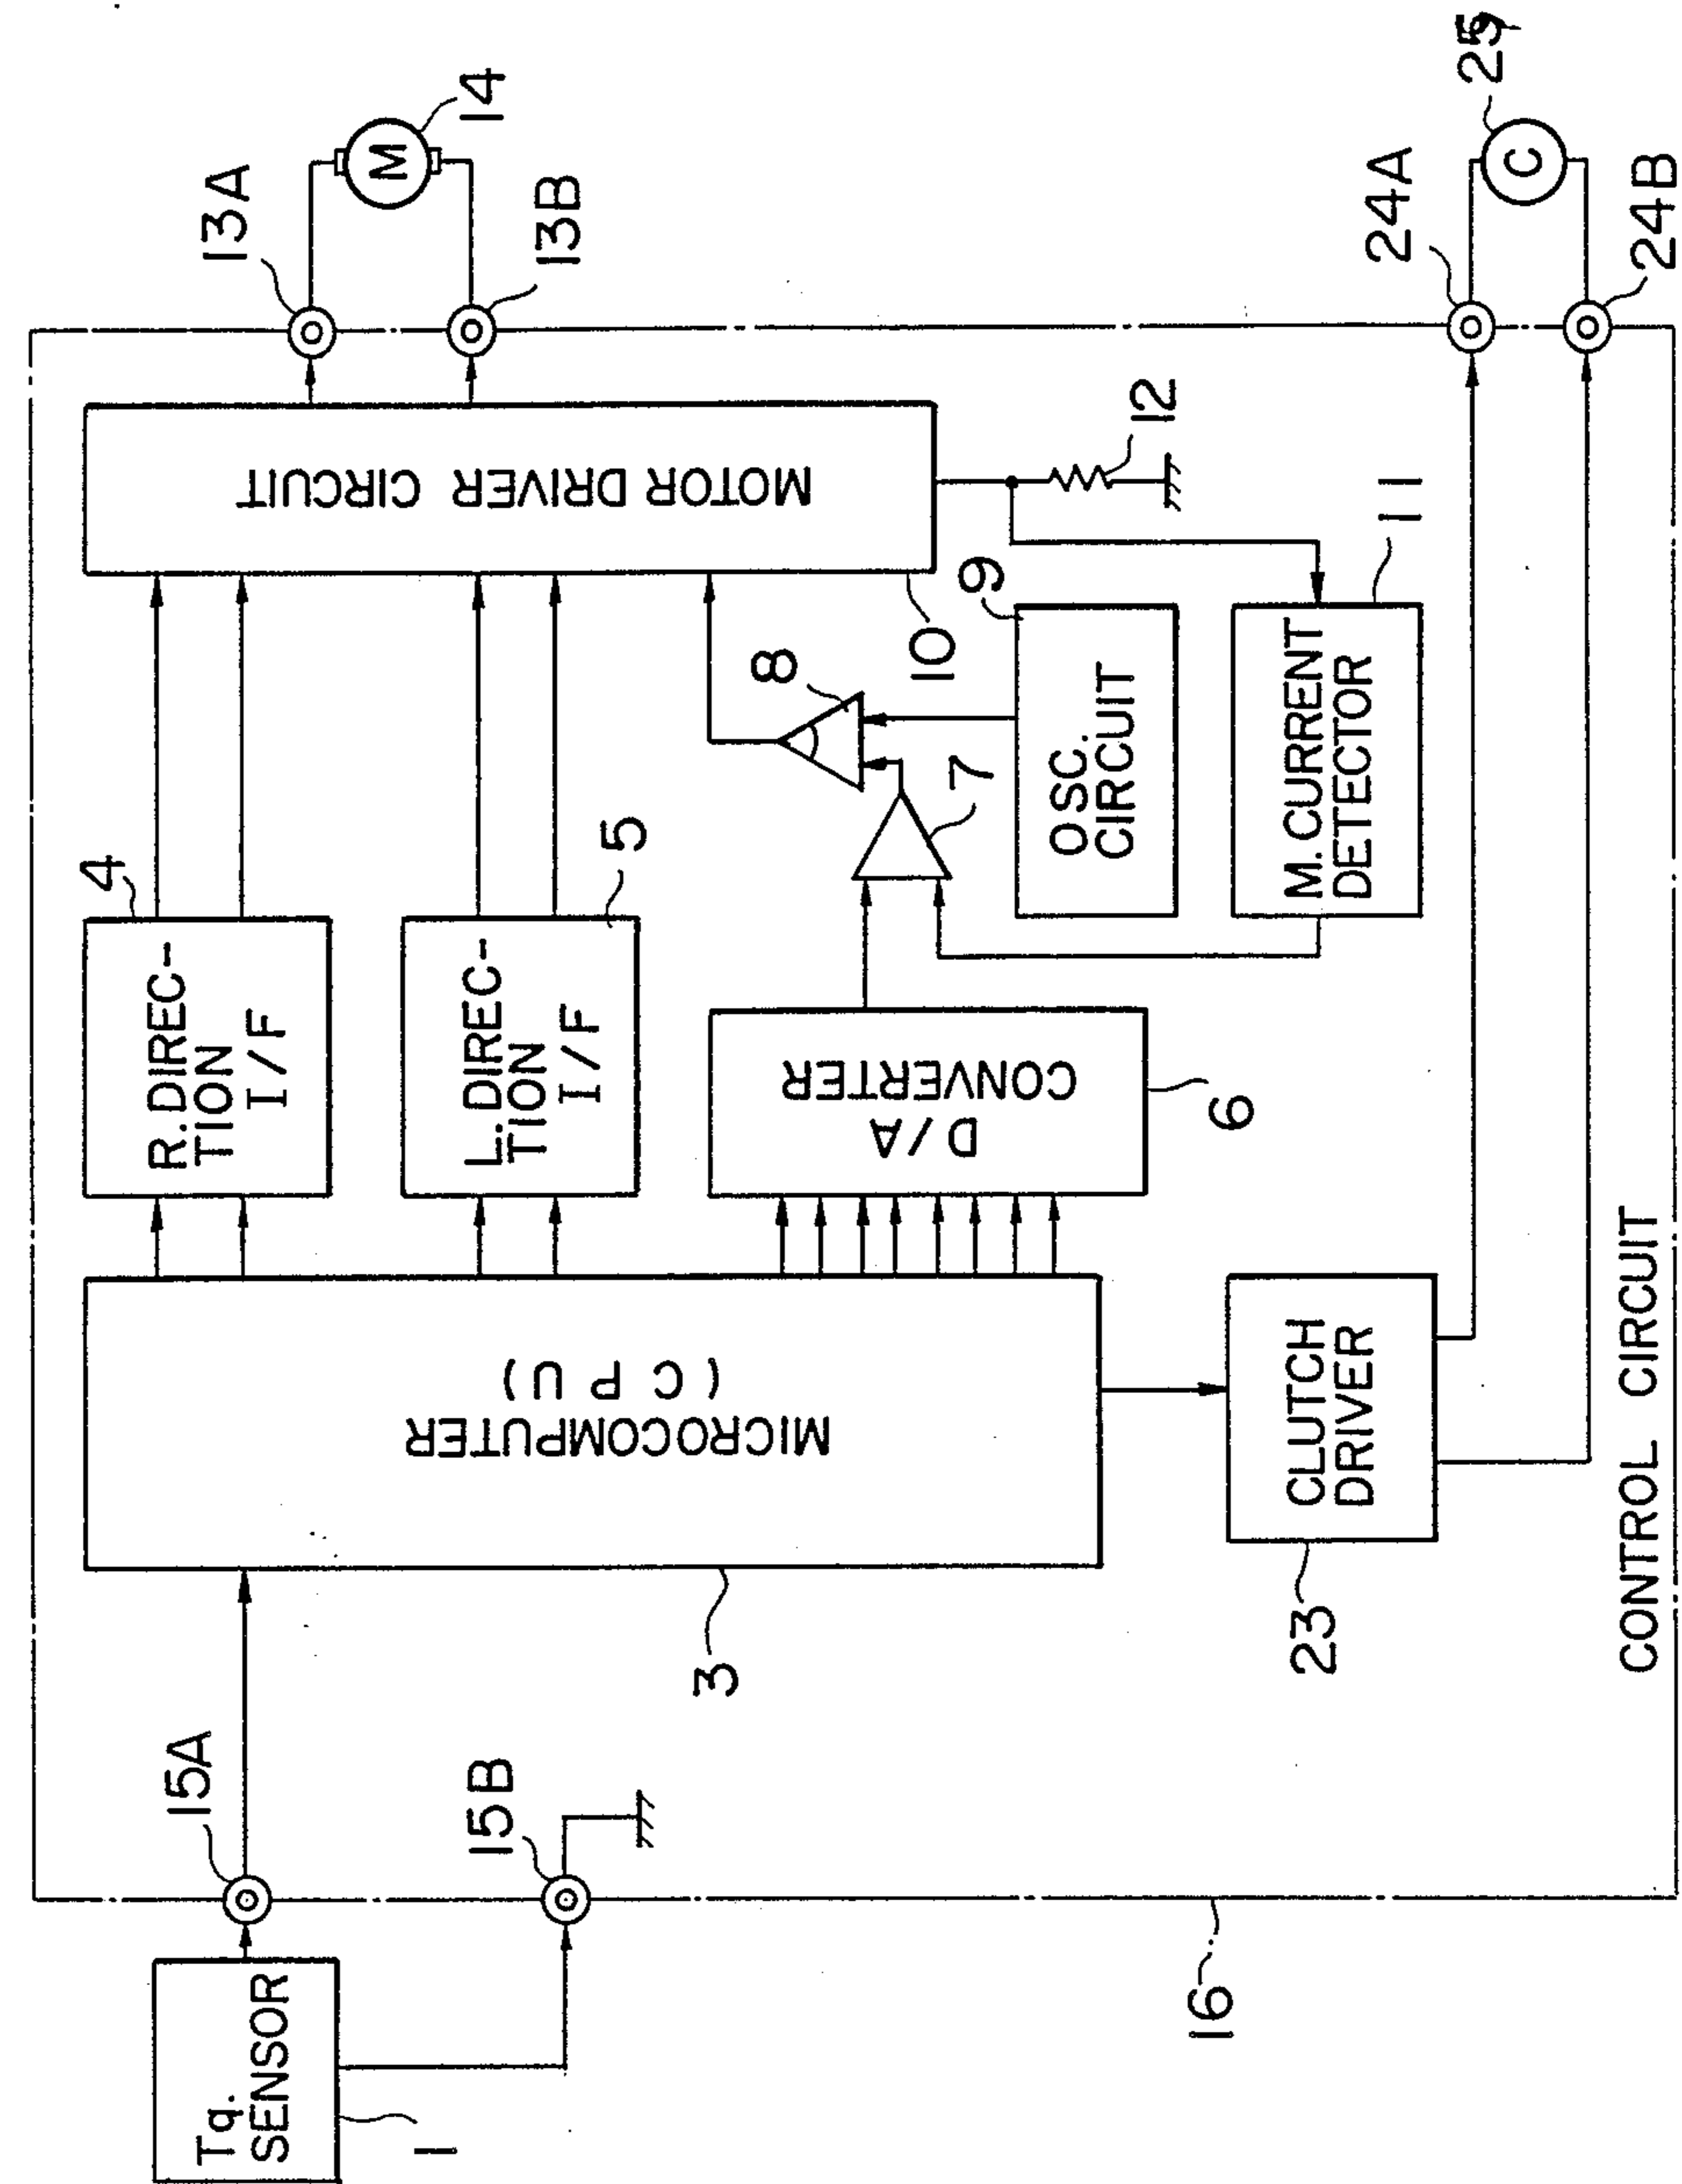 Tq.
SENSOR
1
15A
15B
16
MICROCOMPUTER
(CPU)
3
R.DIREC-
TION
I/F
4
L.DIREC-
TION
I/F
5
D/A
CONVERTER
6
7
8
OSC.
CIRCUIT
9
MOTOR DRIVER CIRCUIT
10
M.CURRENT
DETECTOR
11
12
13A
13B
M
14
CLUTCH
DRIVER
23
24A
24B
C
25
CONTROL CIRCUIT